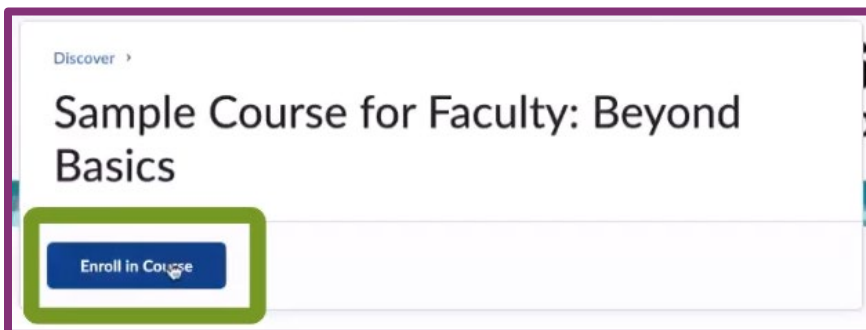 Discover ›
Sample Course for Faculty: Beyond
Basics
Enroll in Course